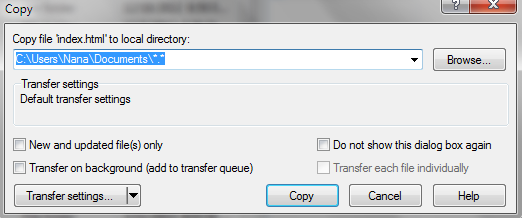 Copy
Copy file 'index.html' to local directory:
C:\Users\Nana\Documents\*.*
Browse...
Transfer settings
Default transfer settings
New and updated file(s) only
Do not show this dialog box again
Transfer on background (add to transfer queue)
Transfer each file individually
Transfer settings...
Copy
Cancel
Help